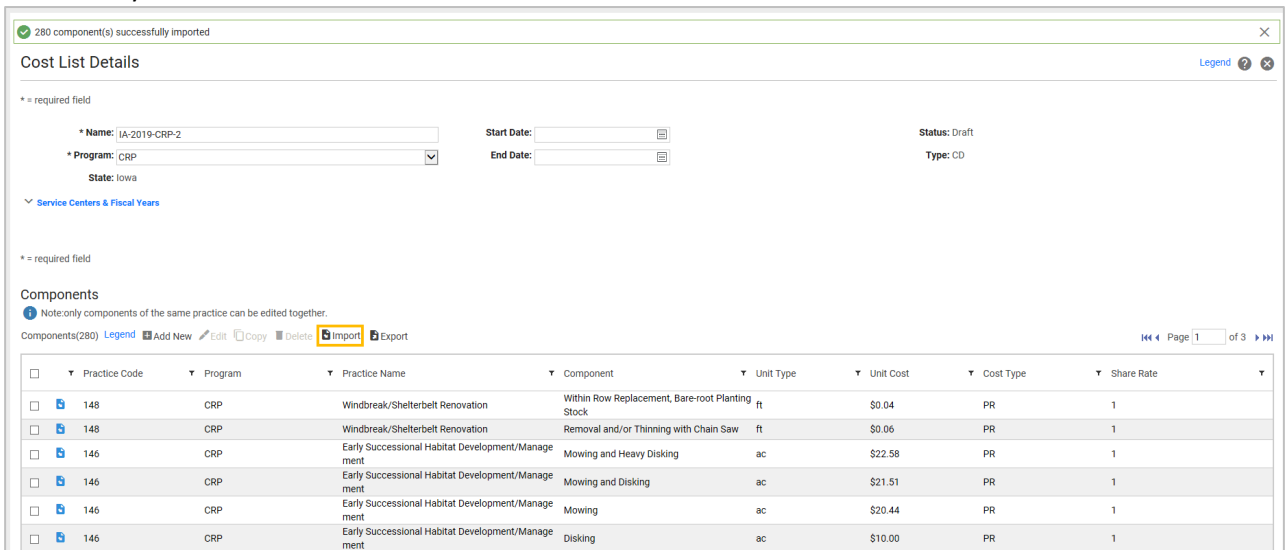 280 component(s) successfully imported
Cost List Details
Legend
* = required field
* Name: IA-2019-CRP-2 Start Date: Status: Draft
* Program: CRP End Date: Type: CD
State: Iowa
Service Centers & Fiscal Years
* = required field
Components
Note:only components of the same practice can be edited together.
Components(280) Legend Add New Edit Copy Delete Import Export Page 1 of 3
Practice Code Program Practice Name Component Unit Type Unit Cost Cost Type Share Rate
148 CRP Windbreak/Shelterbelt Renovation Within Row Replacement, Bare-root Planting Stock ft $0.04 PR 1
148 CRP Windbreak/Shelterbelt Renovation Removal and/or Thinning with Chain Saw ft $0.06 PR 1
146 CRP Early Successional Habitat Development/Management Mowing and Heavy Disking ac $22.58 PR 1
146 CRP Early Successional Habitat Development/Management Mowing and Disking ac $21.51 PR 1
146 CRP Early Successional Habitat Development/Management Mowing ac $20.44 PR 1
146 CRP Early Successional Habitat Development/Management Disking ac $10.00 PR 1